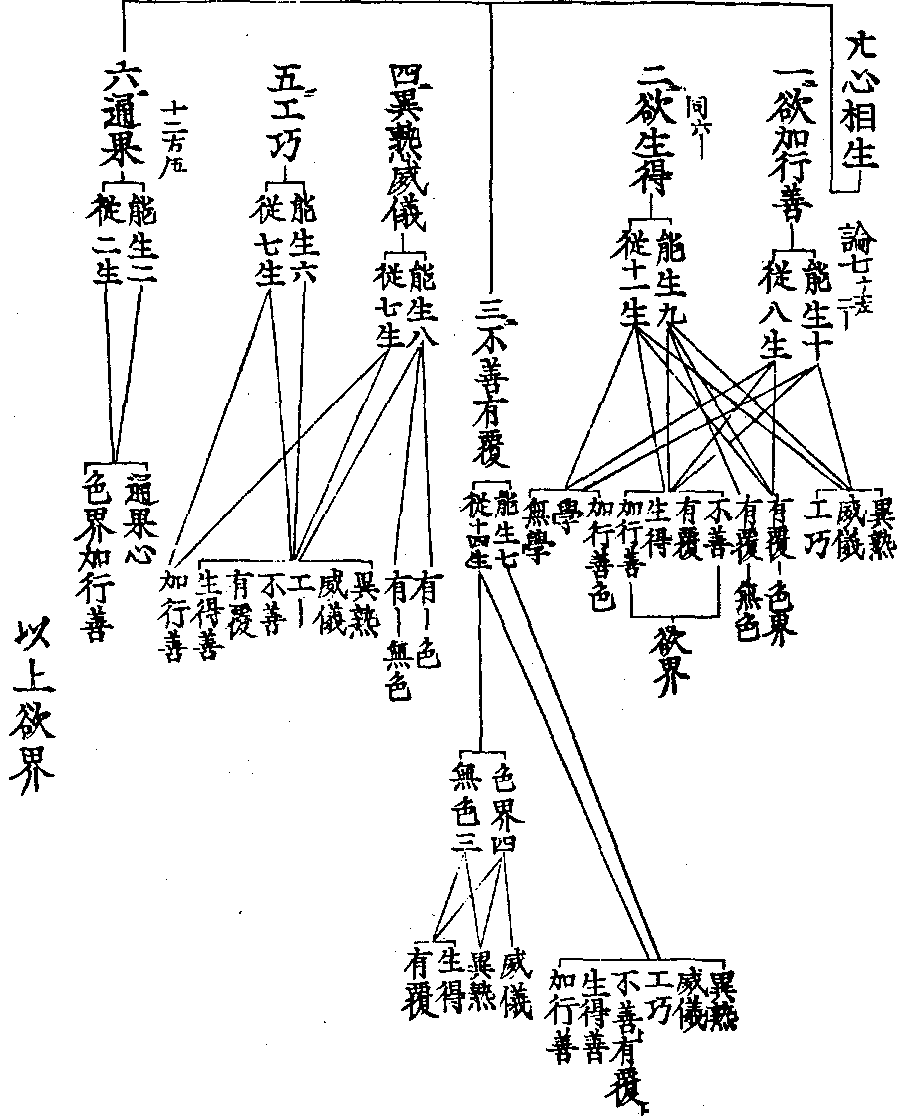 心相生
論七
一欲加行善
能生十
從八生
二欲生得
同六
能生九
從十一生
異熟
威儀
工巧
有覆色界
有覆無色
不善
有覆
生得
加行善
欲界
加行善色
學
無學
三不善有覆
能生七
從十四生
色界四
無色三
威儀
異熟
生得
有覆
異熟
威儀
工巧
不善有覆
生得善
加行善
四異熟威儀
能生八
從七生
五工巧
能生六
從七生
有一色
有一無色
異熟
威儀
工一
不善
有覆
生得善
加行善
六通果
能生二
從二生
通果心
色界加行善
以上欲界